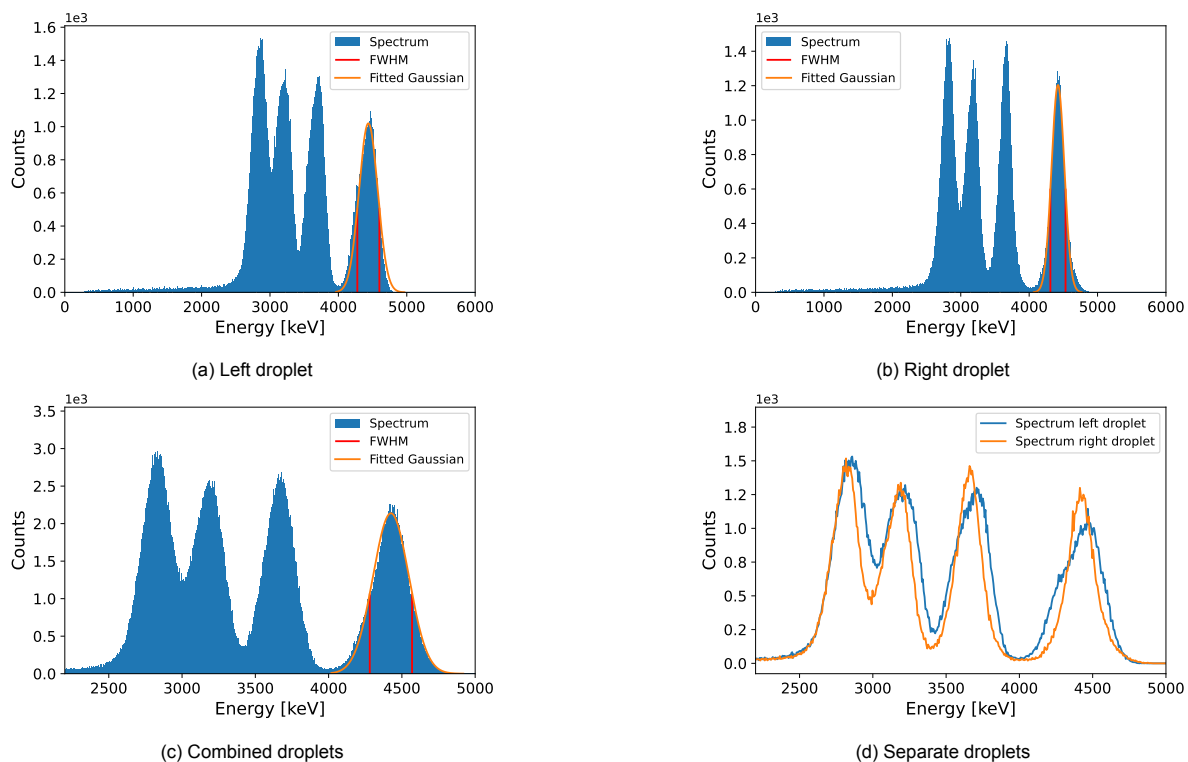 1e3
1.6
1.4
1.2
1.0
0.8
0.6
0.4
0.2
0.0
Counts
Spectrum
FWHM
Fitted Gaussian
0 1000 2000 3000 4000 5000 6000
Energy [keV]
(a) Left droplet
1e3
1.4
1.2
1.0
0.8
0.6
0.4
0.2
0.0
Counts
Spectrum
FWHM
Fitted Gaussian
0 1000 2000 3000 4000 5000 6000
Energy [keV]
(b) Right droplet
1e3
3.5
3.0
2.5
2.0
1.5
1.0
0.5
0.0
Counts
Spectrum
FWHM
Fitted Gaussian
2500 3000 3500 4000 4500 5000
Energy [keV]
(c) Combined droplets
1e3
1.8
1.5
1.2
1.0
0.8
0.5
0.2
0.0
Counts
Spectrum left droplet
Spectrum right droplet
2500 3000 3500 4000 4500 5000
Energy [keV]
(d) Separate droplets